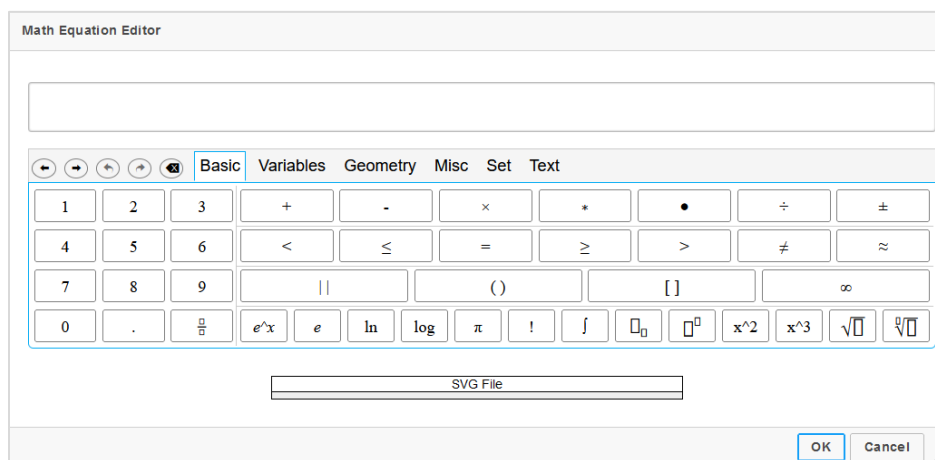 Math Equation Editor
Basic Variables Geometry Misc Set Text
1 2 3 + - × * • ÷ ±
4 5 6 < ≤ = ≥ > ≠ ≈
7 8 9 | | ( ) [ ] ∞
0 . □/□ e^x e ln log π ! ∫ □□ □□ x^2 x^3 √□ □√□
SVG File
OK Cancel